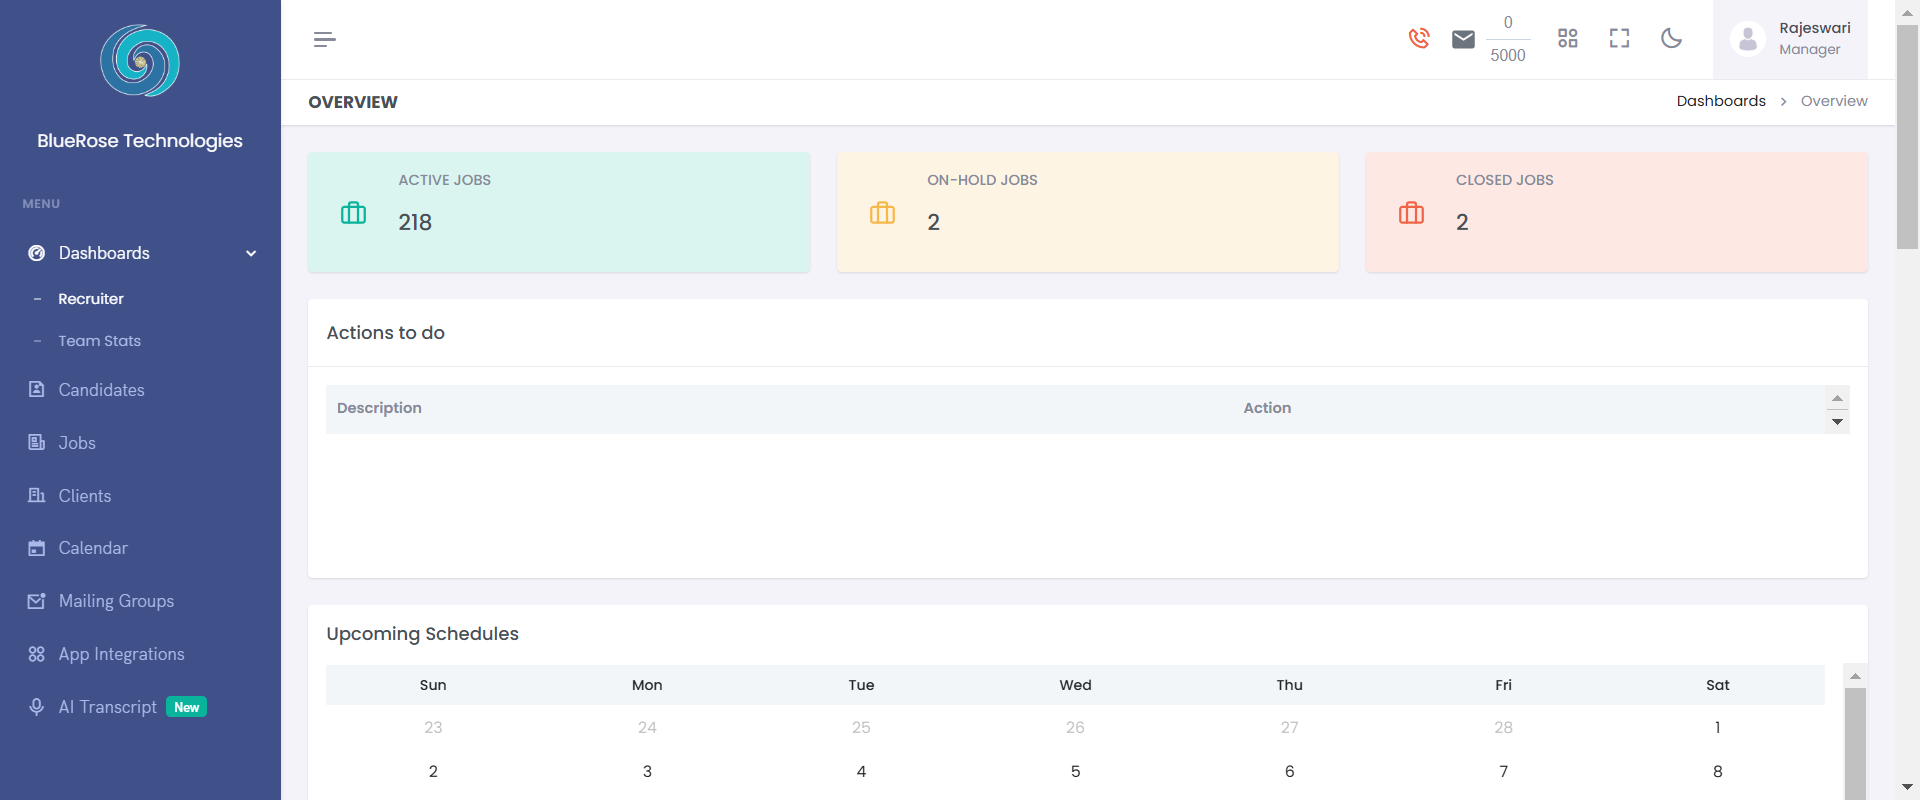 BlueRose Technologies
MENU
Dashboards
- Recruiter
- Team Stats
Candidates
Jobs
Clients
Calendar
Mailing Groups
App Integrations
AI Transcript New
0
5000
Rajeswari
Manager
OVERVIEW
Dashboards > Overview
ACTIVE JOBS
218
ON-HOLD JOBS
2
CLOSED JOBS
2
Actions to do
Description Action
Upcoming Schedules
Sun Mon Tue Wed Thu Fri Sat
23 24 25 26 27 28 1
2 3 4 5 6 7 8